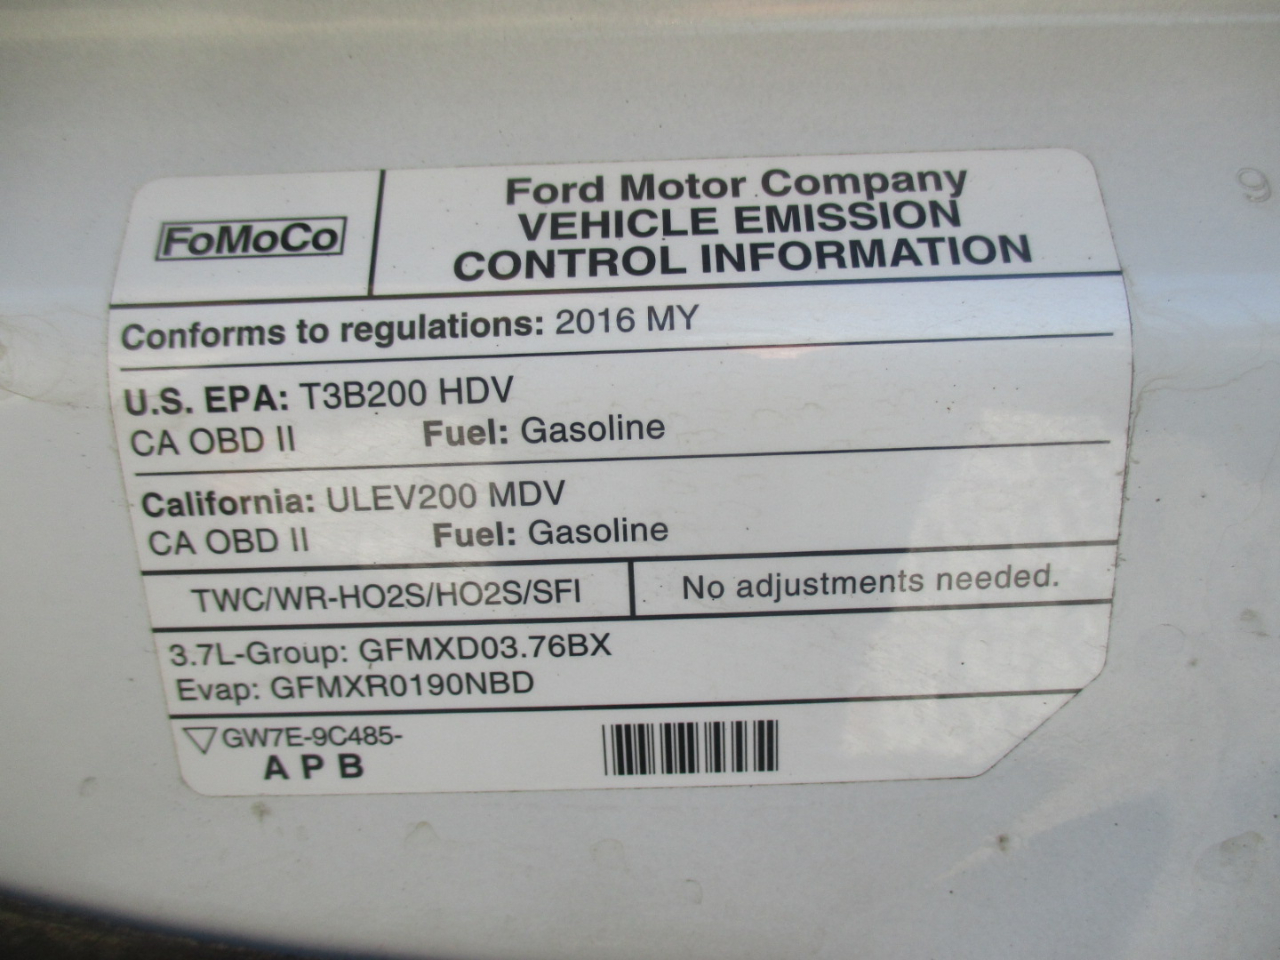 FoMoCo
Ford Motor Company
VEHICLE EMISSION
CONTROL INFORMATION
Conforms to regulations: 2016 MY
U.S. EPA: T3B200 HDV
CA OBD II Fuel: Gasoline
California: ULEV200 MDV
CA OBD II Fuel: Gasoline
TWC/WR-HO2S/HO2S/SFI
No adjustments needed.
3.7L-Group: GFMXD03.76BX
Evap: GFMXR0190NBD
GW7E-9C485-
A P B